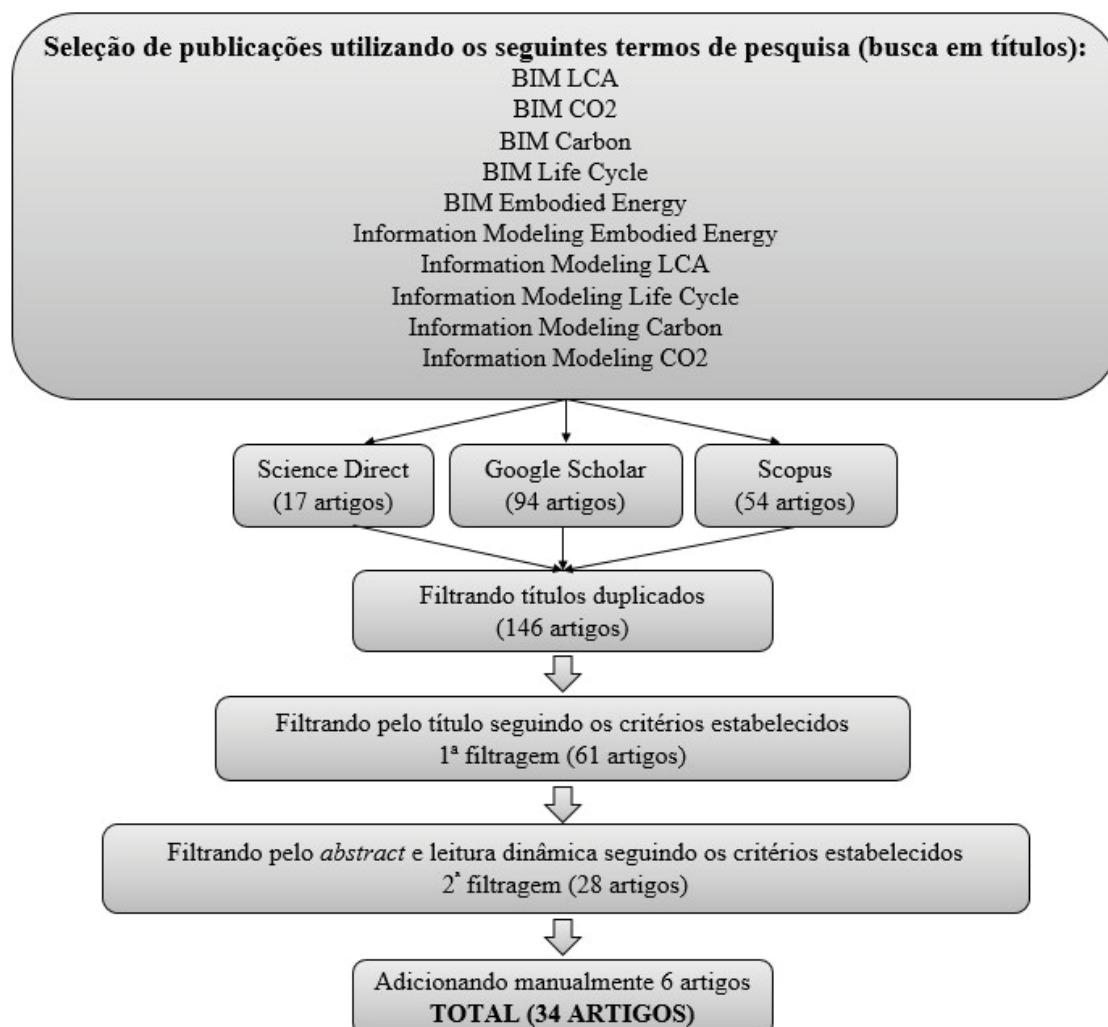 Seleção de publicações utilizando os seguintes termos de pesquisa (busca em títulos):
BIM LCA
BIM CO2
BIM Carbon
BIM Life Cycle
BIM Embodied Energy
Information Modeling Embodied Energy
Information Modeling LCA
Information Modeling Life Cycle
Information Modeling Carbon
Information Modeling CO2
Science Direct
(17 artigos)
Google Scholar
(94 artigos)
Scopus
(54 artigos)
Filtrando títulos duplicados
(146 artigos)
Filtrando pelo título seguindo os critérios estabelecidos
1ª filtragem (61 artigos)
Filtrando pelo abstract e leitura dinâmica seguindo os critérios estabelecidos
2ª filtragem (28 artigos)
Adicionando manualmente 6 artigos
TOTAL (34 ARTIGOS)